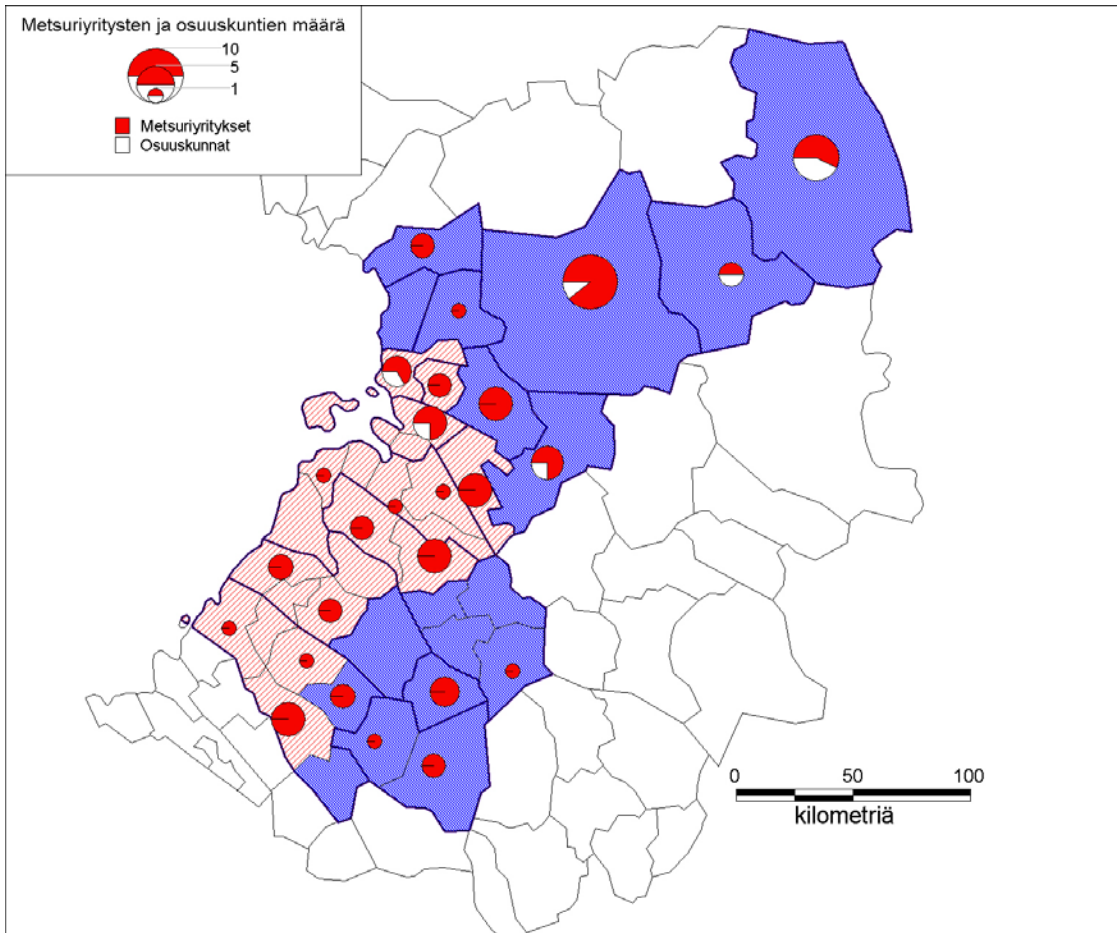 Metsuriyritysten ja osuuskuntien määrä
10
5
1
Metsuriyritykset
Osuuskunnat
0 50 100
kilometriä